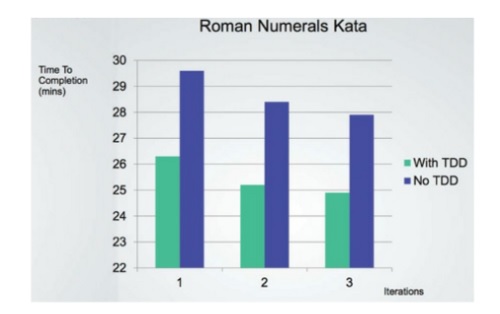 Roman Numerals Kata
Time To
Completion
(mins)
30
29
28
27
26
25
24
23
22
1 2 3
Iterations
With TDD
No TDD